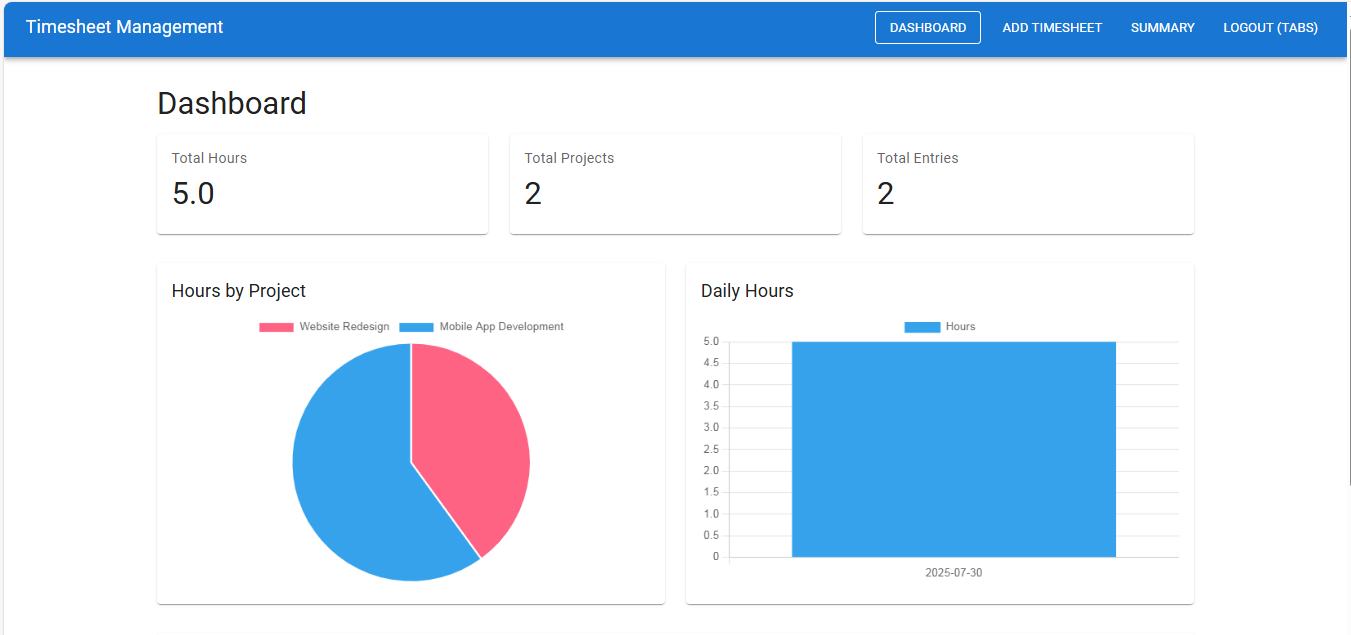 Timesheet Management DASHBOARD ADD TIMESHEET SUMMARY LOGOUT (TABS)
Dashboard
Total Hours
5.0
Total Projects
2
Total Entries
2
Hours by Project
Website Redesign Mobile App Development
Daily Hours
Hours
5.0
4.5
4.0
3.5
3.0
2.5
2.0
1.5
1.0
0.5
0
2025-07-30